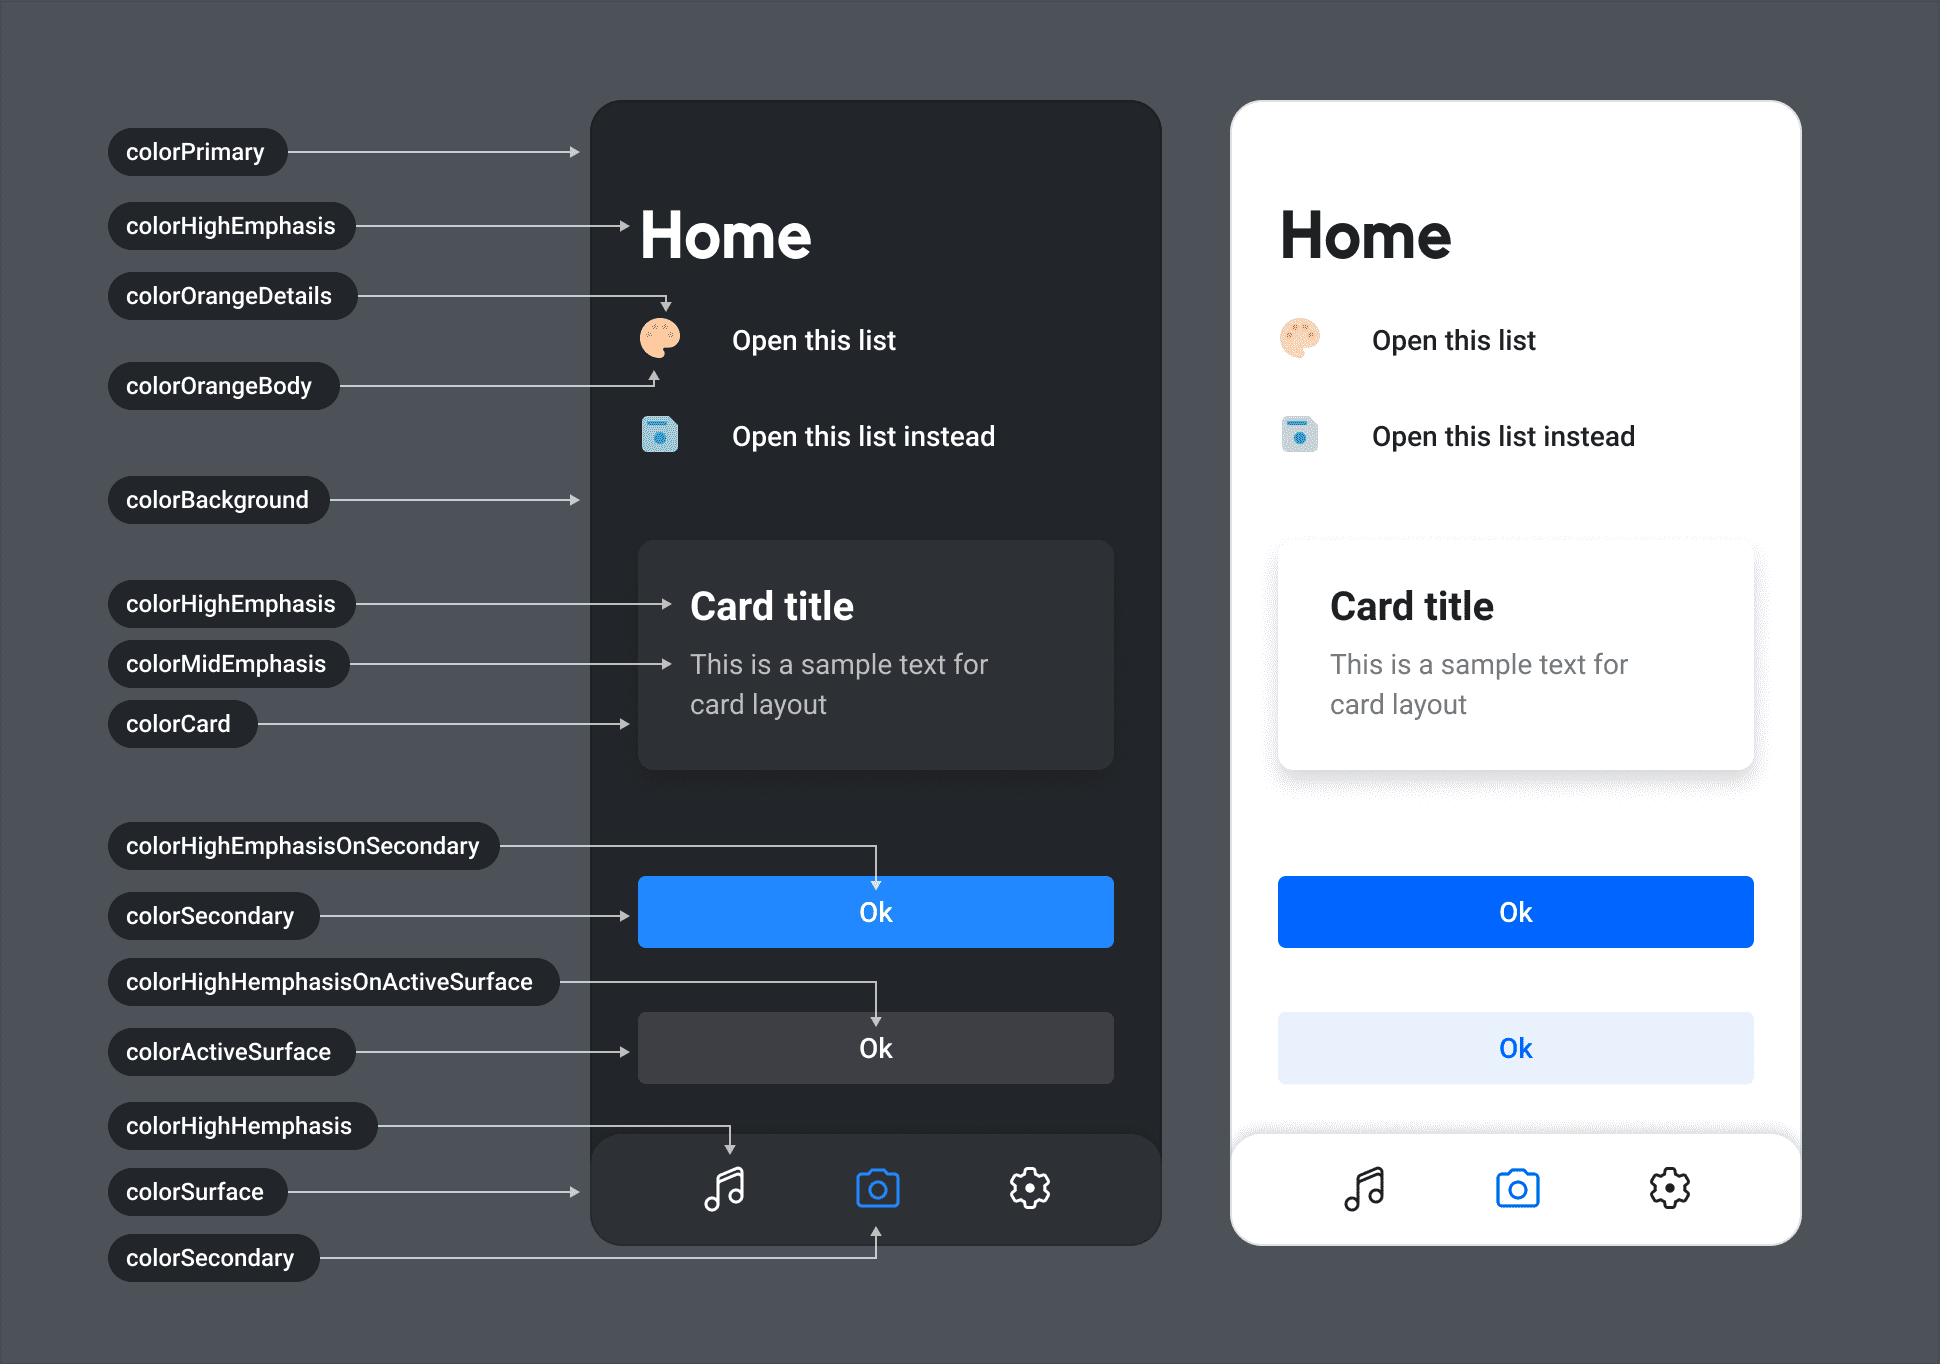 colorPrimary
colorHighEmphasis
colorOrangeDetails
colorOrangeBody
colorBackground
colorHighEmphasis
colorMidEmphasis
colorCard
colorHighEmphasisOnSecondary
colorSecondary
colorHighHemphasisOnActiveSurface
colorActiveSurface
colorHighHemphasis
colorSurface
colorSecondary
Home
Open this list
Open this list instead
Card title
This is a sample text for
card layout
Ok
Ok
Home
Open this list
Open this list instead
Card title
This is a sample text for
card layout
Ok
Ok